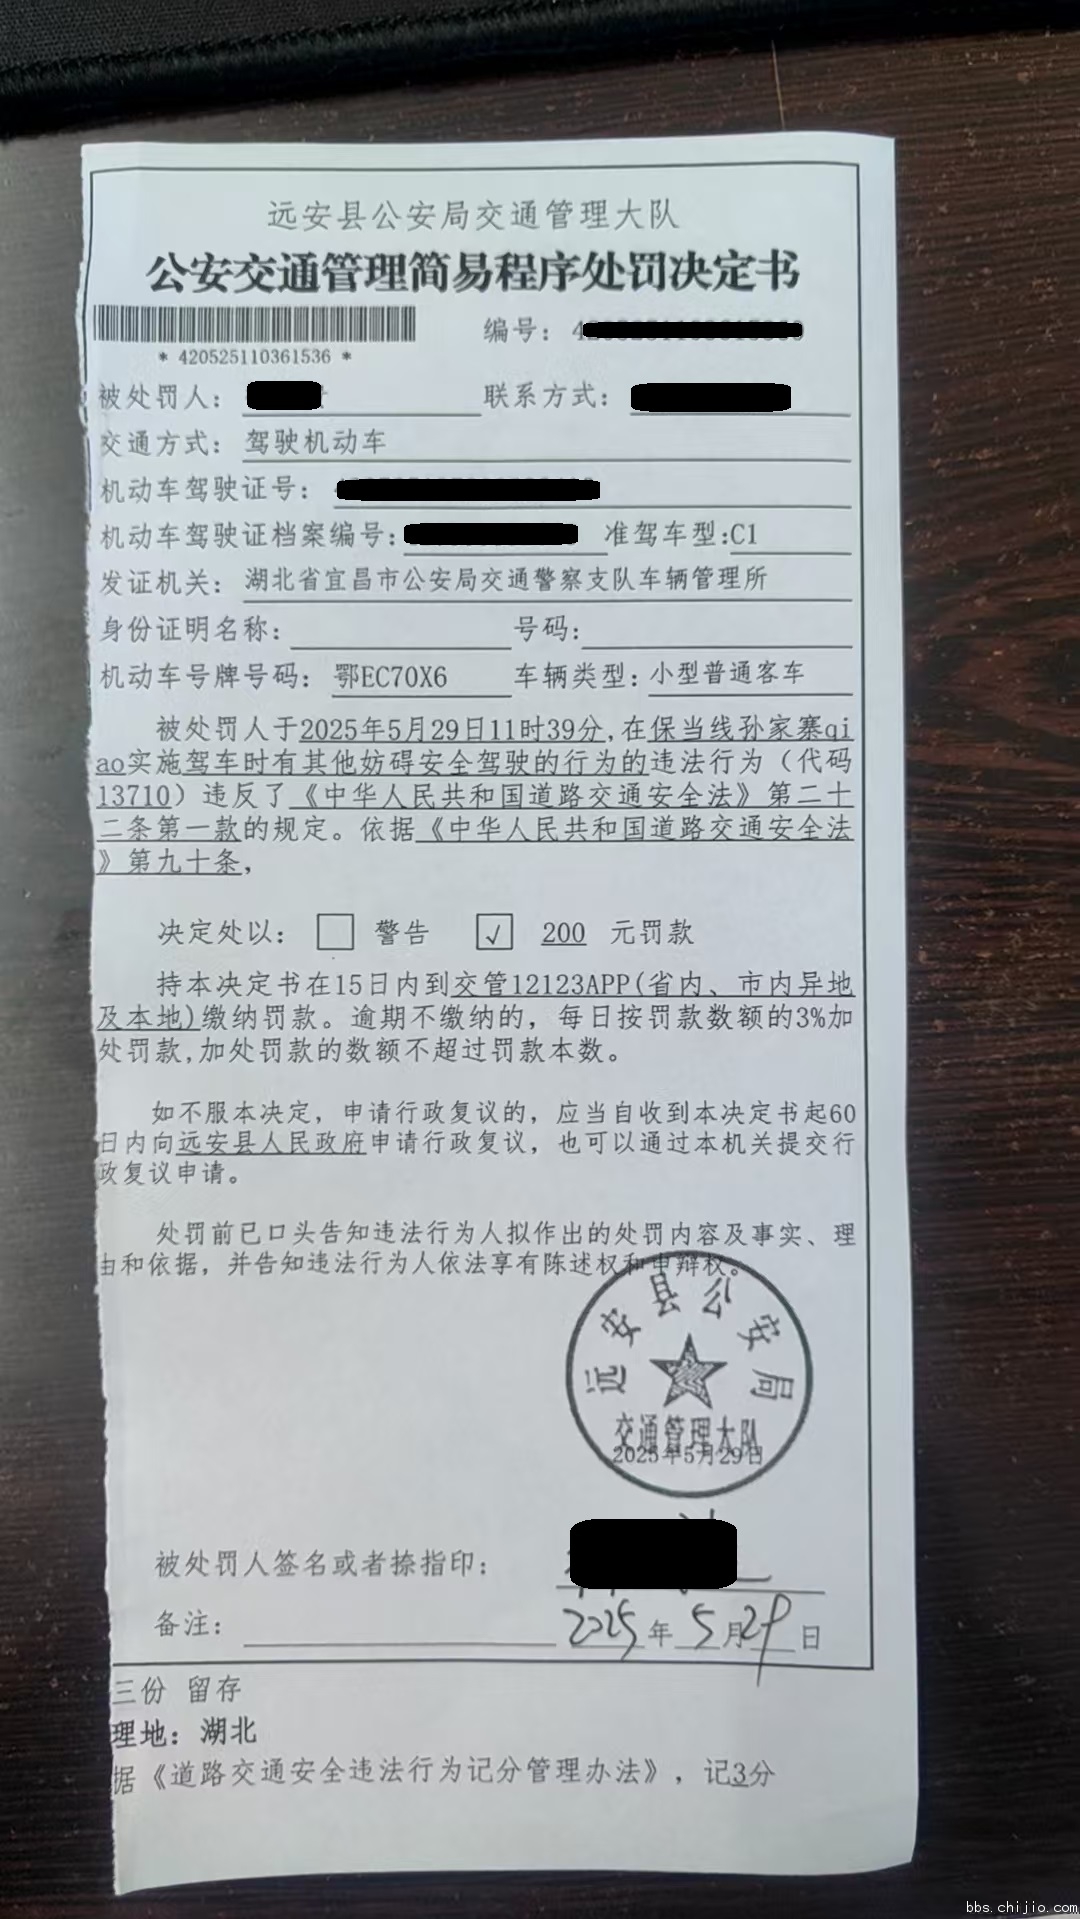 远安县公安局交通管理大队
公安交通管理简易程序处罚决定书
编号：
* 420525110361536 *
被处罚人：
联系方式：
交通方式：驾驶机动车
机动车驾驶证号：
机动车驾驶证档案编号：
准驾车型：C1
发证机关：湖北省宜昌市公安局交通警察支队车辆管理所
身份证明名称：
号码：
机动车号牌号码：鄂EC70X6
车辆类型：小型普通客车
被处罚人于2025年5月29日11时39分,在保当线孙家寨qi
ao实施驾车时有其他妨碍安全驾驶的行为的违法行为（代码
13710）违反了《中华人民共和国道路交通安全法》第二十
二条第一款的规定。依据《中华人民共和国道路交通安全法
》第九十条，
决定处以：□ 警告 ☑ 200 元罚款
持本决定书在15日内到交管12123APP(省内、市内异地
及本地)缴纳罚款。逾期不缴纳的，每日按罚款数额的3%加
处罚款,加处罚款的数额不超过罚款本数。
如不服本决定，申请行政复议的，应当自收到本决定书起60
日内向远安县人民政府申请行政复议，也可以通过本机关提交行
政复议申请。
处罚前已口头告知违法行为人拟作出的处罚内容及事实、理
由和依据，并告知违法行为人依法享有陈述权和申辩权。
远安县公安局
交通管理大队
2025年5月29日
被处罚人签名或者捺指印：
备注：
2025年5月29日
三份 留存
理地：湖北
据《道路交通安全违法行为记分管理办法》，记3分
bbs.chijio.com